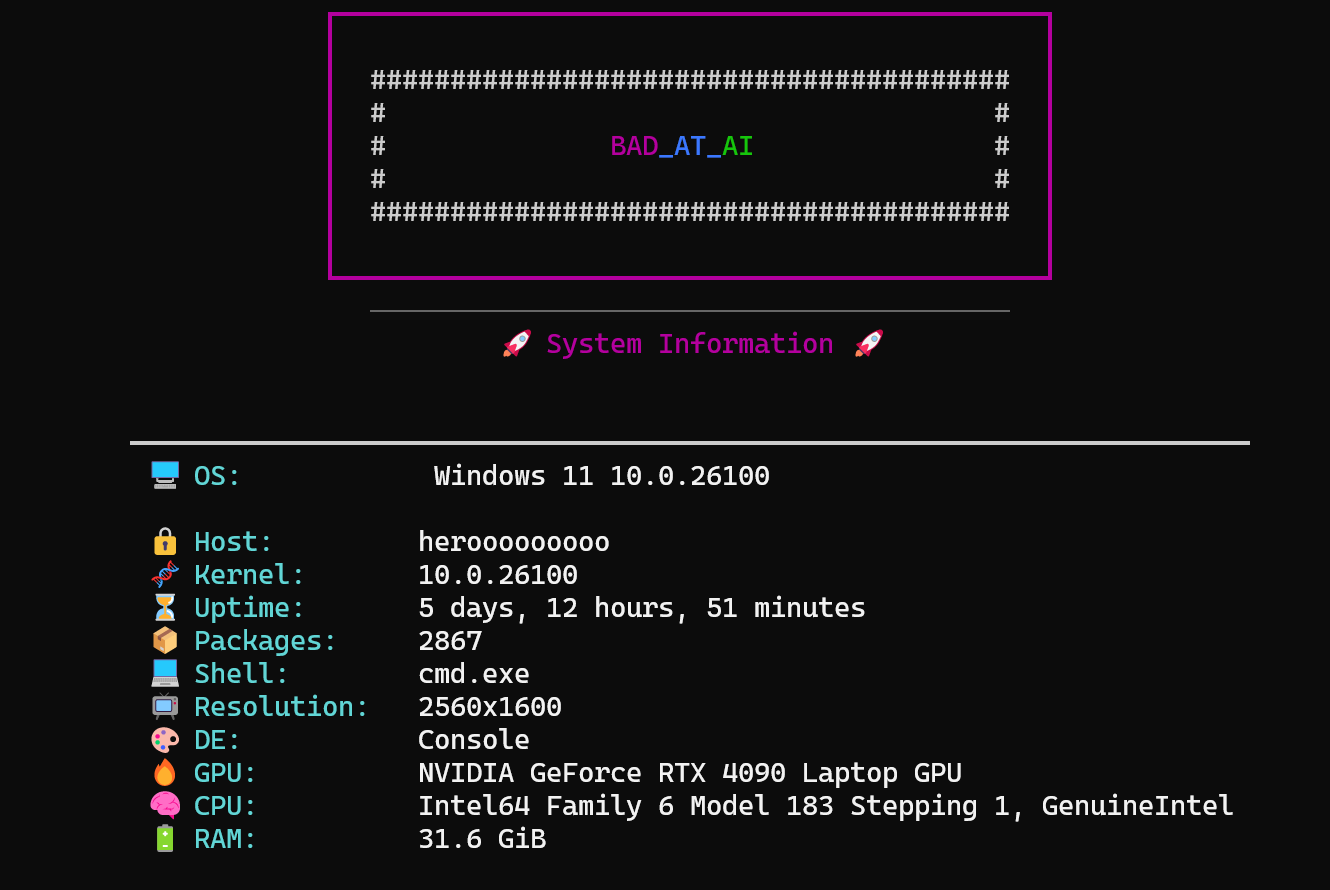 ########################################
#                                      #
#              BAD_AT_AI               #
#                                      #
########################################
🚀 System Information 🚀
🖥 OS: Windows 11 10.0.26100
🔒 Host: herooooooooo
🧬 Kernel: 10.0.26100
⏳ Uptime: 5 days, 12 hours, 51 minutes
📦 Packages: 2867
💻 Shell: cmd.exe
📺 Resolution: 2560x1600
🎨 DE: Console
🔥 GPU: NVIDIA GeForce RTX 4090 Laptop GPU
🧠 CPU: Intel64 Family 6 Model 183 Stepping 1, GenuineIntel
🔋 RAM: 31.6 GiB